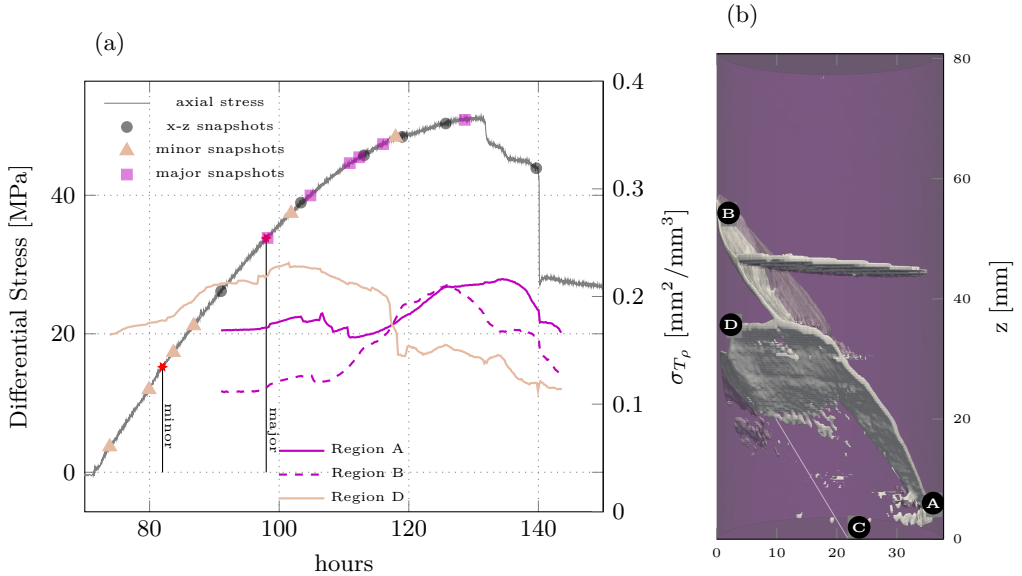 (a)
(b)
axial stress
x-z snapshots
minor snapshots
major snapshots
Differential Stress [MPa]
0
20
40
minor
major
Region A
Region B
Region D
80
100
120
140
hours
0
0.1
0.2
0.3
0.4
σTρ [mm²/mm³]
B
D
A
C
0
10
20
30
0
20
40
60
80
z [mm]